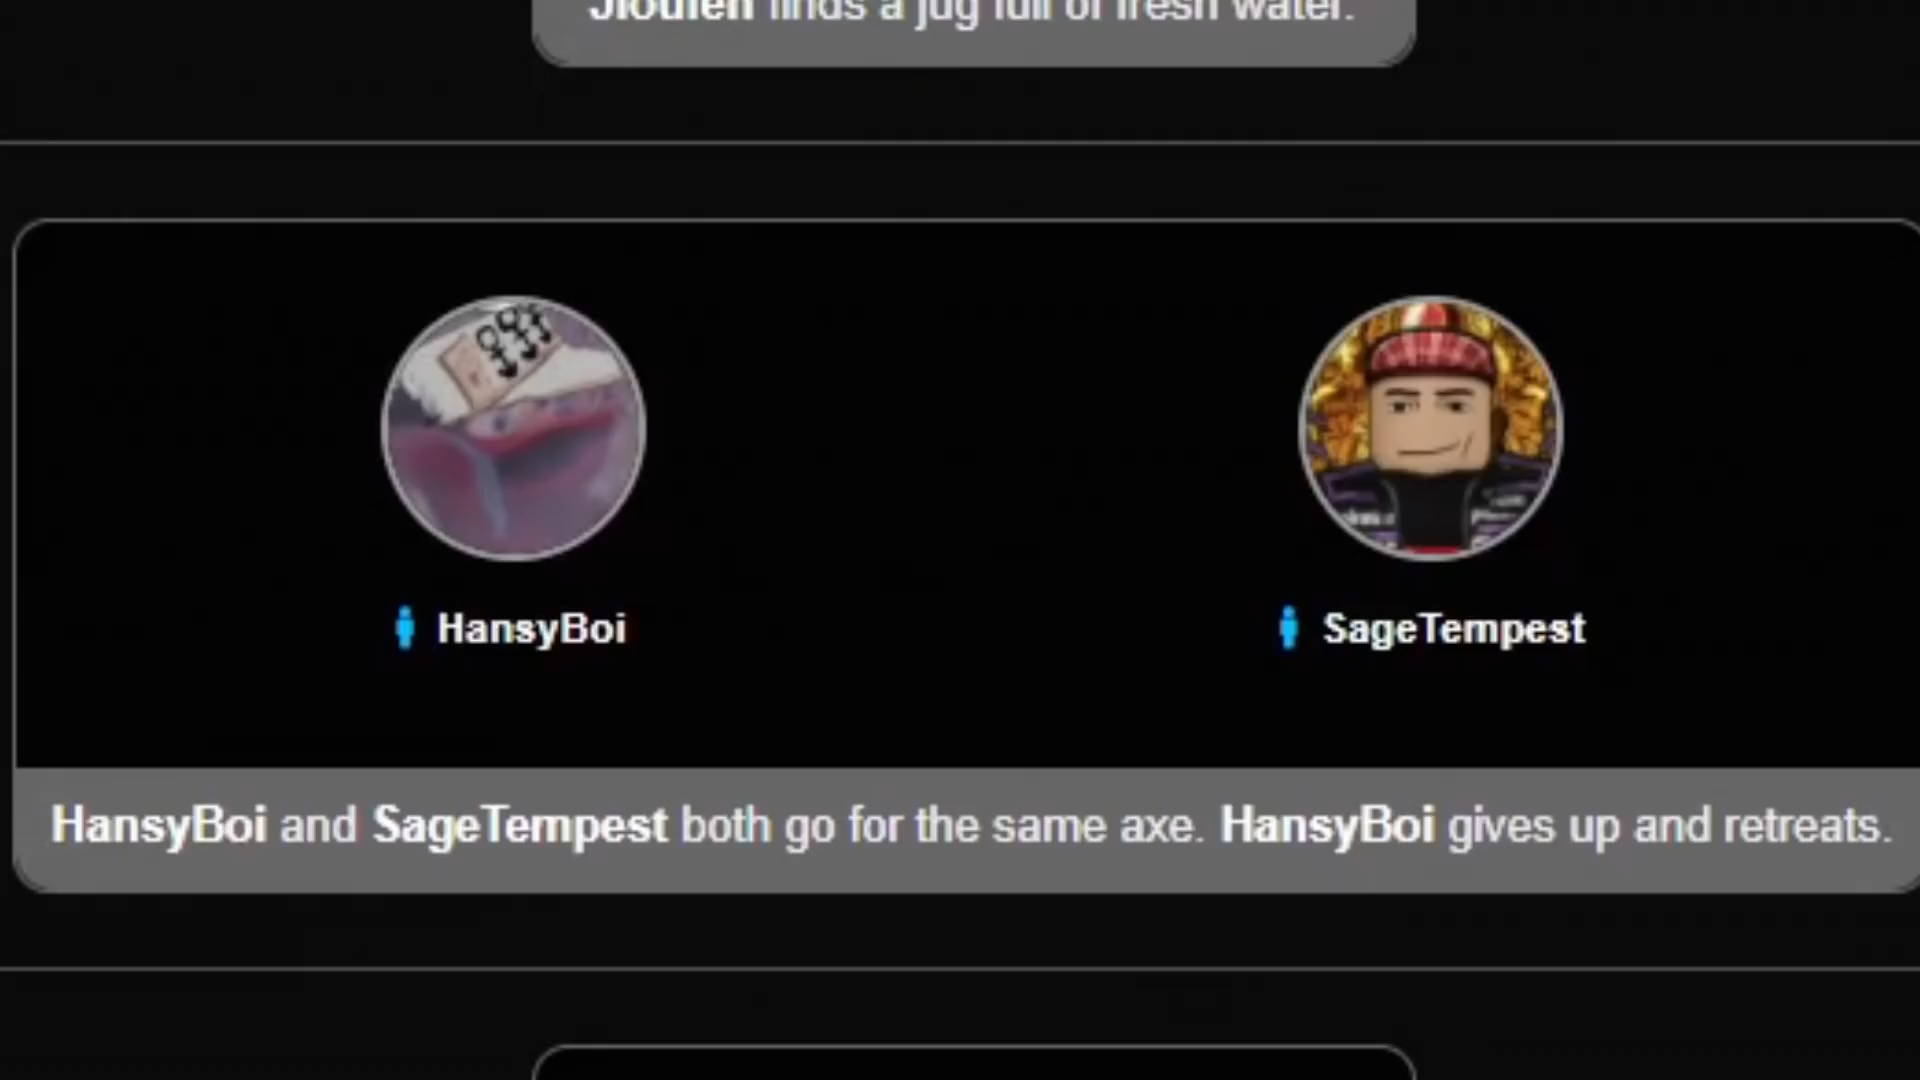 finds a jug full of fresh water.
HansyBoi
SageTempest
HansyBoi and SageTempest both go for the same axe. HansyBoi gives up and retreats.